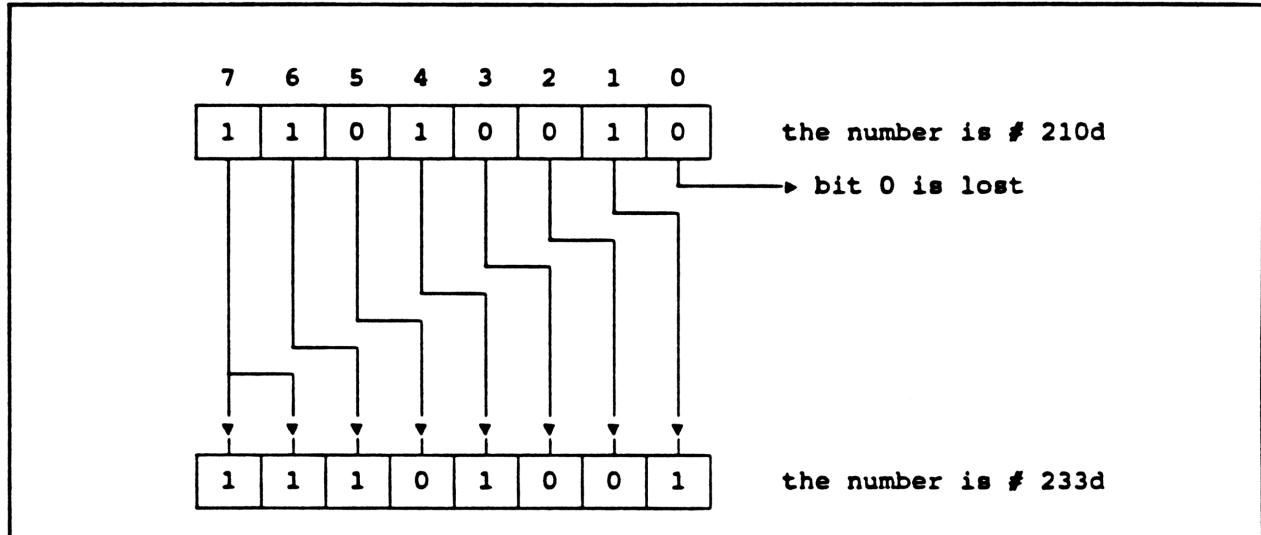 7 6 5 4 3 2 1 0
1 1 0 1 0 0 1 0 the number is # 210d
bit 0 is lost
1 1 1 0 1 0 0 1 the number is # 233d